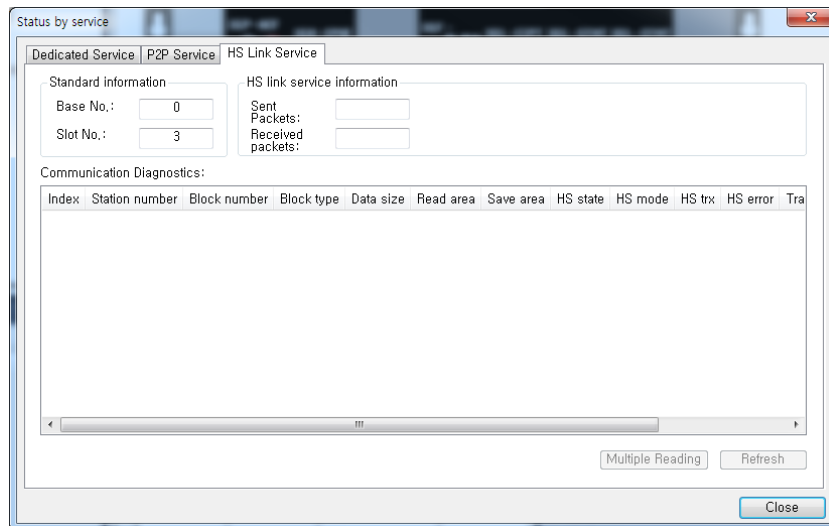 Status by service
Dedicated Service P2P Service HS Link Service
Standard information
Base No.: 0
Slot No.: 3
HS link service information
Sent
Packets:
Received
packets:
Communication Diagnostics:
Index Station number Block number Block type Data size Read area Save area HS state HS mode HS trx HS error Tra
Multiple Reading Refresh
Close